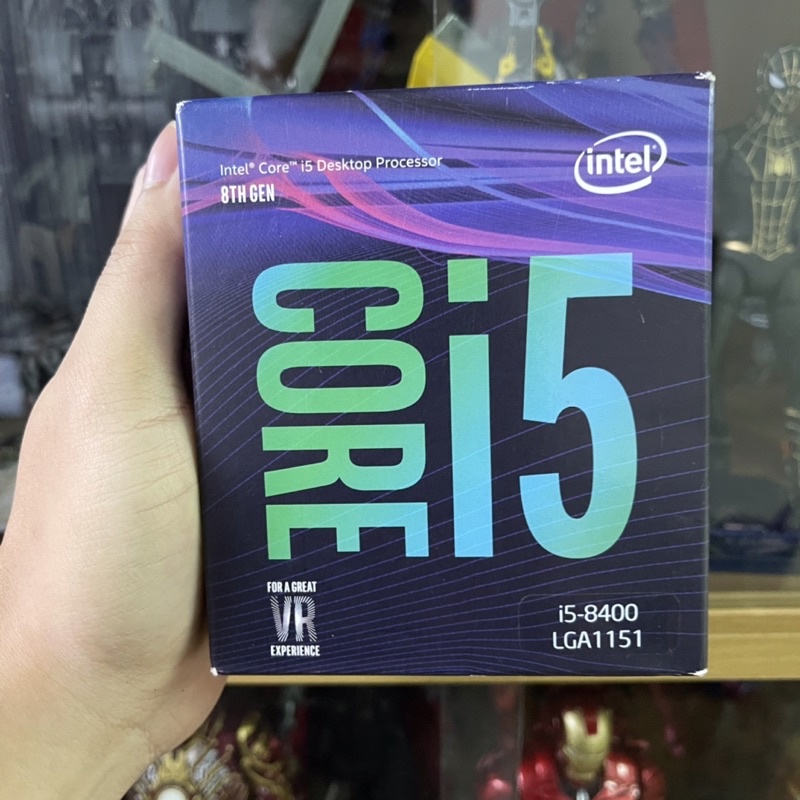 Intel® Core™ i5 Desktop Processor
8TH GEN
intel®
CORE i5
FOR A GREAT
VR
EXPERIENCE
i5-8400
LGA1151